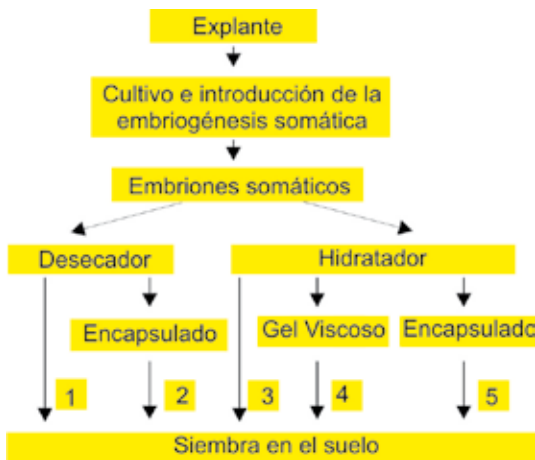 Explante
Cultivo e introducción de la
embriogénesis somática
Embriones somáticos
Desecador
Hidratador
Encapsulado
Gel Viscoso
Encapsulado
1
2
3
4
5
Siembra en el suelo